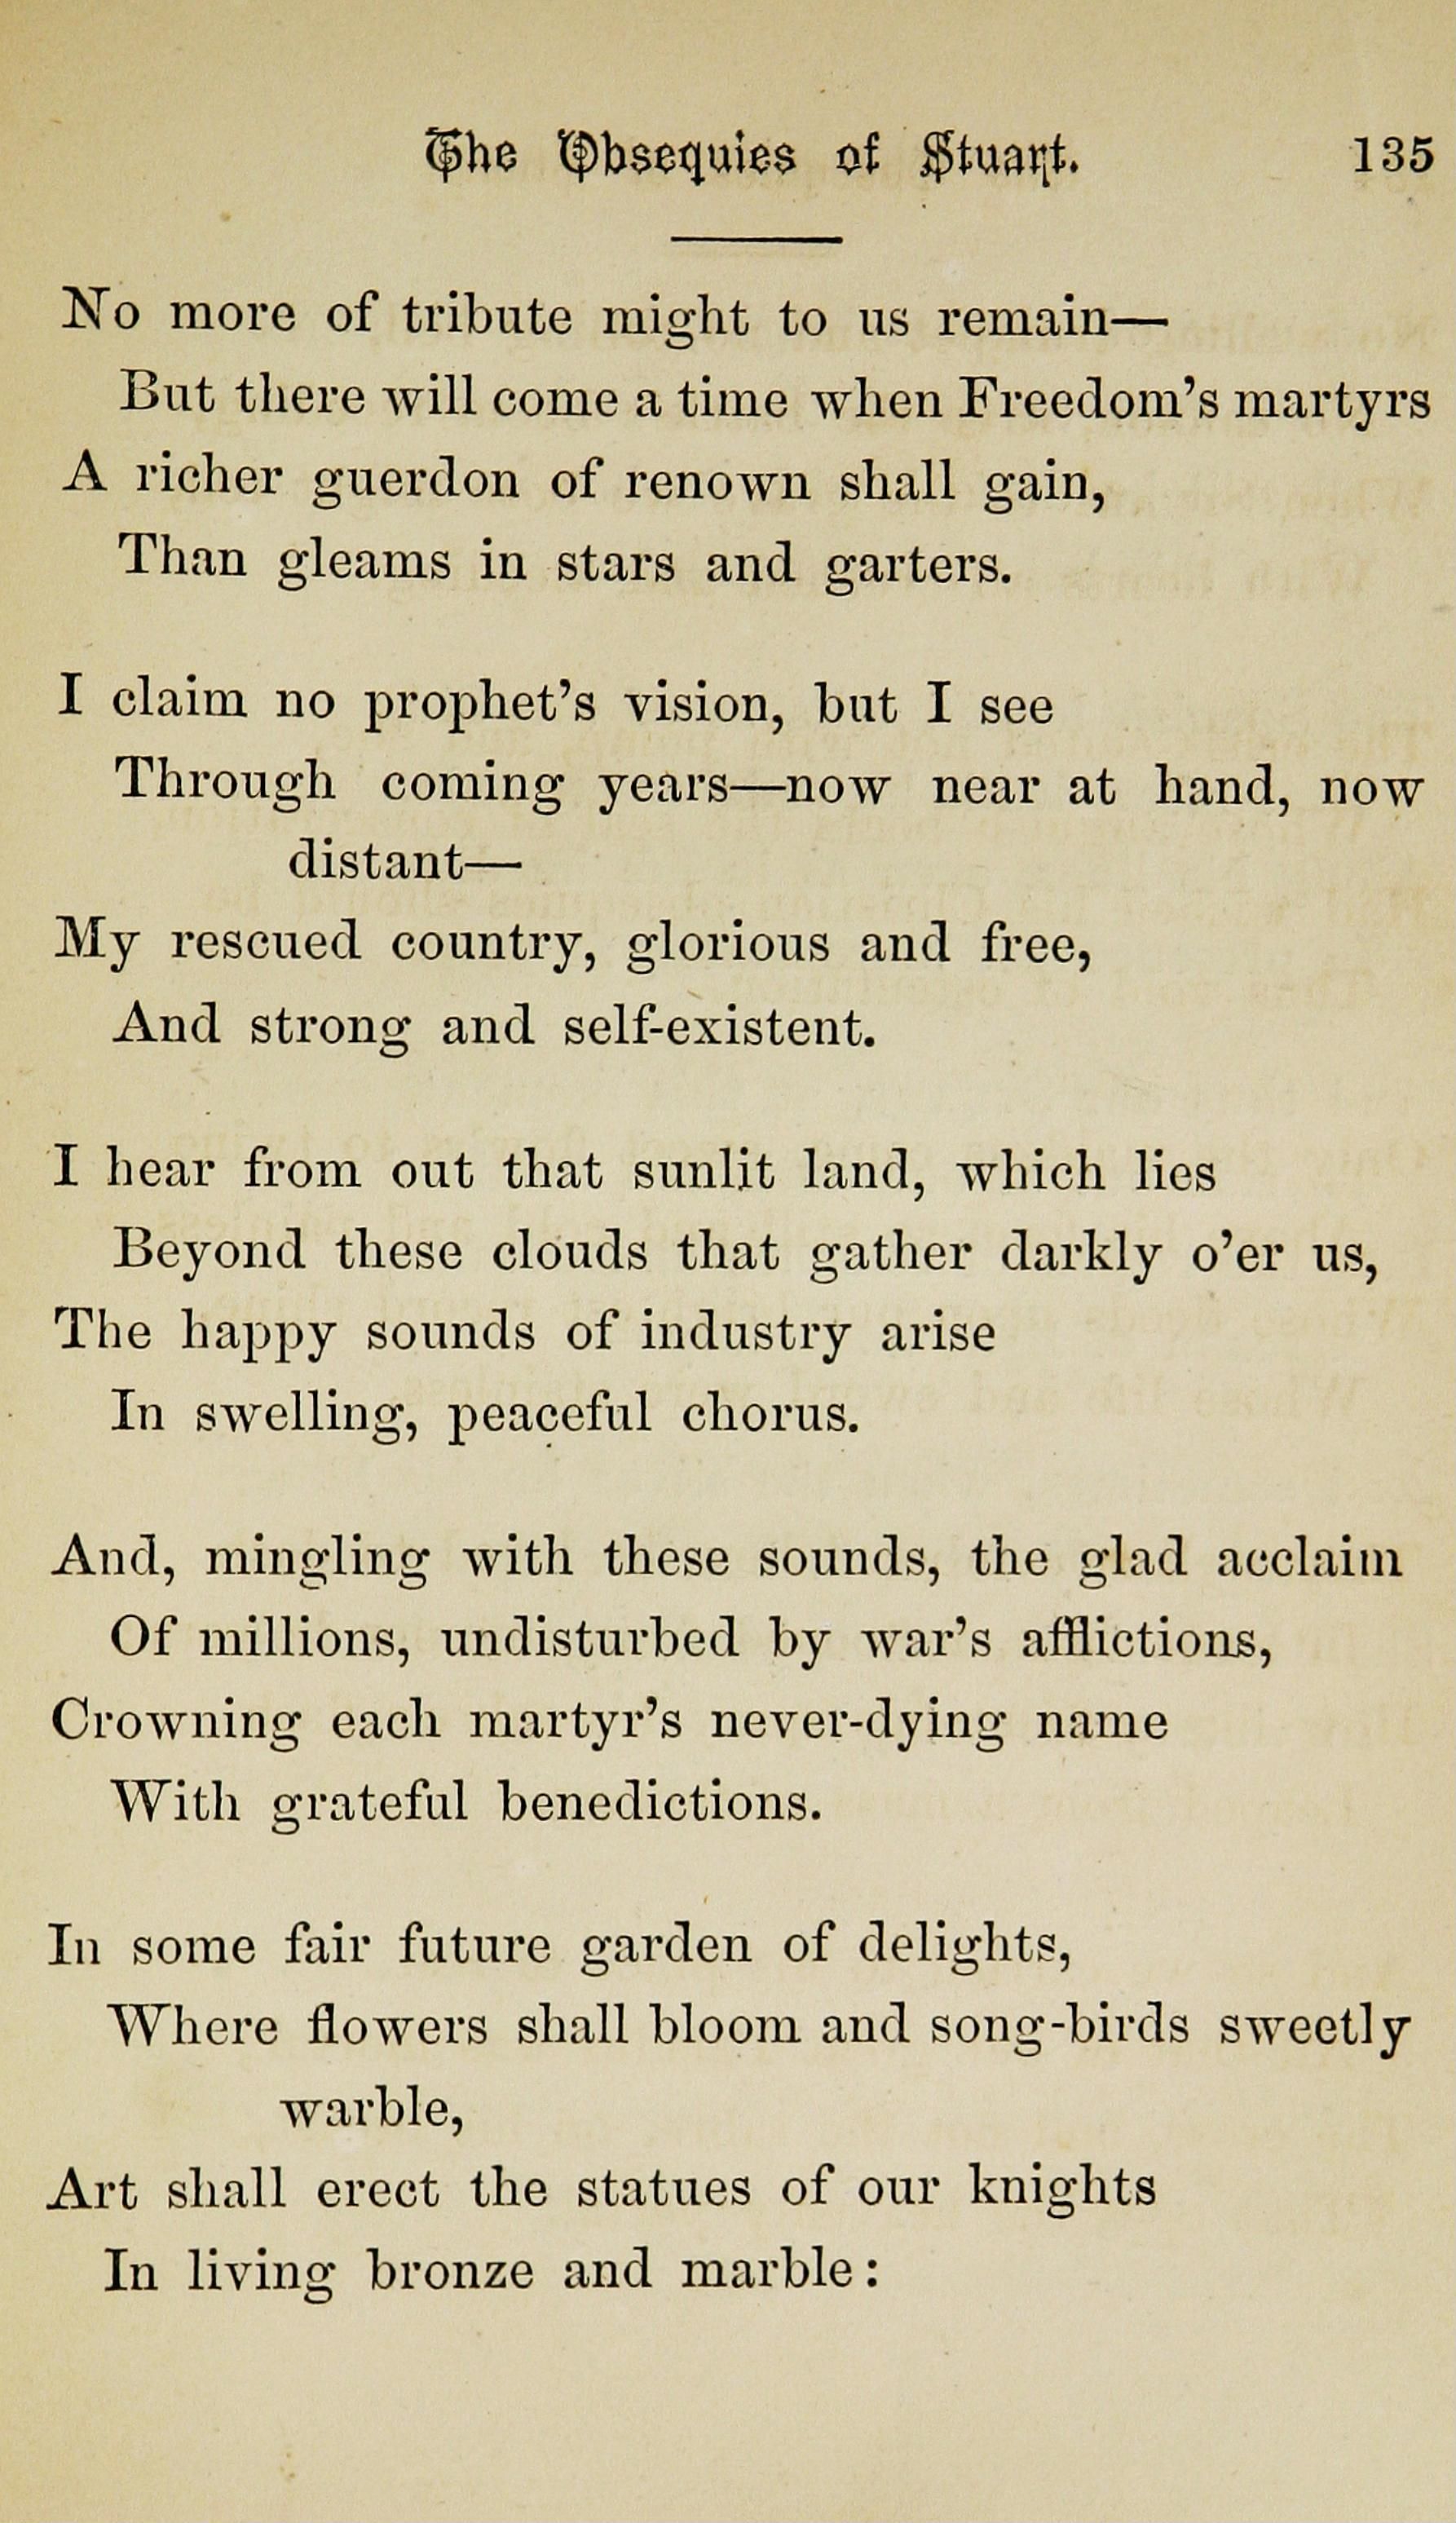 The Obsequies of Stuart. 135
No more of tribute might to us remain—
But there will come a time when Freedom's martyrs
A richer guerdon of renown shall gain,
Than gleams in stars and garters.
I claim no prophet's vision, but I see
Through coming years—now near at hand, now
distant—
My rescued country, glorious and free,
And strong and self-existent.
I hear from out that sunlit land, which lies
Beyond these clouds that gather darkly o'er us,
The happy sounds of industry arise
In swelling, peaceful chorus.
And, mingling with these sounds, the glad acclaim
Of millions, undisturbed by war's afflictions,
Crowning each martyr's never-dying name
With grateful benedictions.
In some fair future garden of delights,
Where flowers shall bloom and song-birds sweetly
warble,
Art shall erect the statues of our knights
In living bronze and marble: